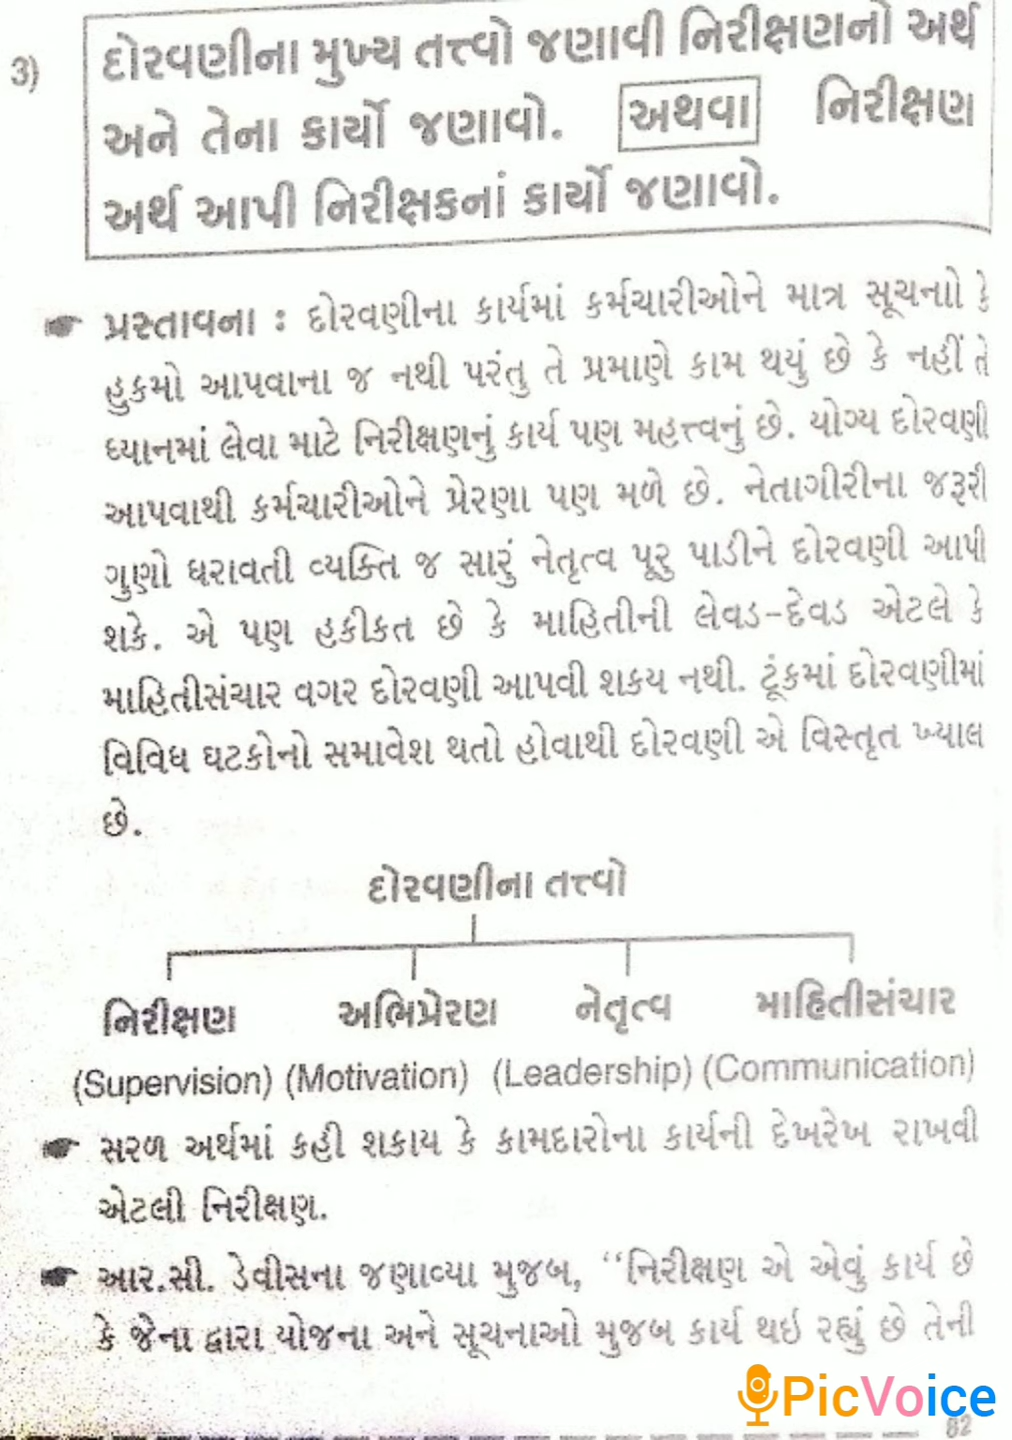 3) દોરવણીના મુખ્ય તત્ત્વો જણાવી નિરીક્ષણનો અર્થ
અને તેના કાર્યો જણાવો. અથવા નિરીક્ષણ
અર્થ આપી નિરીક્ષકનાં કાર્યો જણાવો.
પ્રસ્તાવના : દોરવણીના કાર્યમાં કર્મચારીઓને માત્ર સૂચનાો કે
હુકમો આપવાના જ નથી પરંતુ તે પ્રમાણે કામ થયું છે કે નહીં તે
ધ્યાનમાં લેવા માટે નિરીક્ષણનું કાર્ય પણ મહત્ત્વનું છે. યોગ્ય દોરવણી
આપવાથી કર્મચારીઓને પ્રેરણા પણ મળે છે. નેતાગીરીના જરૂરી
ગુણો ધરાવતી વ્યક્તિ જ સારું નેતૃત્વ પૂરુ પાડીને દોરવણી આપી
શકે. એ પણ હકીકત છે કે માહિતીની લેવડ-દેવડ એટલે કે
માહિતીસંચાર વગર દોરવણી આપવી શકય નથી. ટૂંકમાં દોરવણીમાં
વિવિધ ઘટકોનો સમાવેશ થતો હોવાથી દોરવણી એ વિસ્તૃત ખ્યાલ
છે.
દોરવણીના તત્ત્વો
નિરીક્ષણ અભિપ્રેરણ નેતૃત્વ માહિતીસંચાર
(Supervision) (Motivation) (Leadership) (Communication)
સરળ અર્થમાં કહી શકાય કે કામદારોના કાર્યની દેખરેખ રાખવી
એટલી નિરીક્ષણ.
આર.સી. ડેવીસના જણાવ્યા મુજબ, “નિરીક્ષણ એ એવું કાર્ય છે
કે જેના દ્વારા યોજના અને સૂચનાઓ મુજબ કાર્ય થઇ રહ્યું છે તેની
PicVoice
82